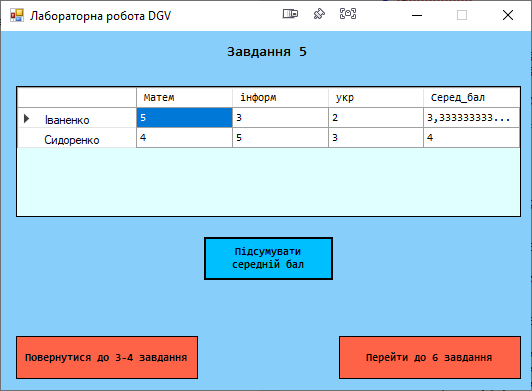 Лабораторна робота DGV
Завдання 5
Матем інформ укр Серед_бал
Іваненко 5 3 2 3,333333333...
Сидоренко 4 5 3 4
Підсумувати
середній бал
Повернутися до 3-4 завдання Перейти до 6 завдання